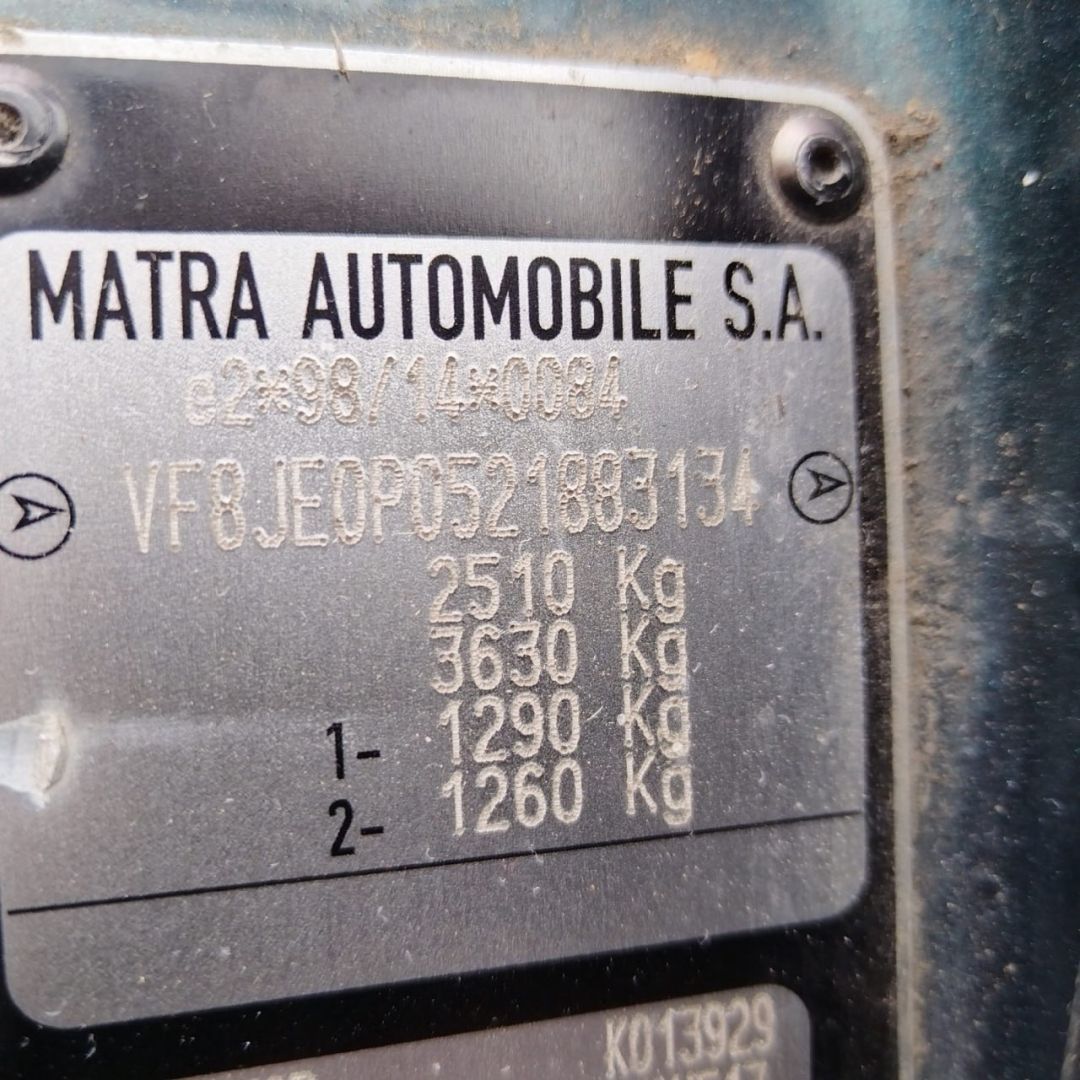 MATRA AUTOMOBILE S.A.
e2*98/14*0084
VF8JE0P0521883134
2510 Kg
3630 Kg
1- 1290 Kg
2- 1260 Kg
K013929